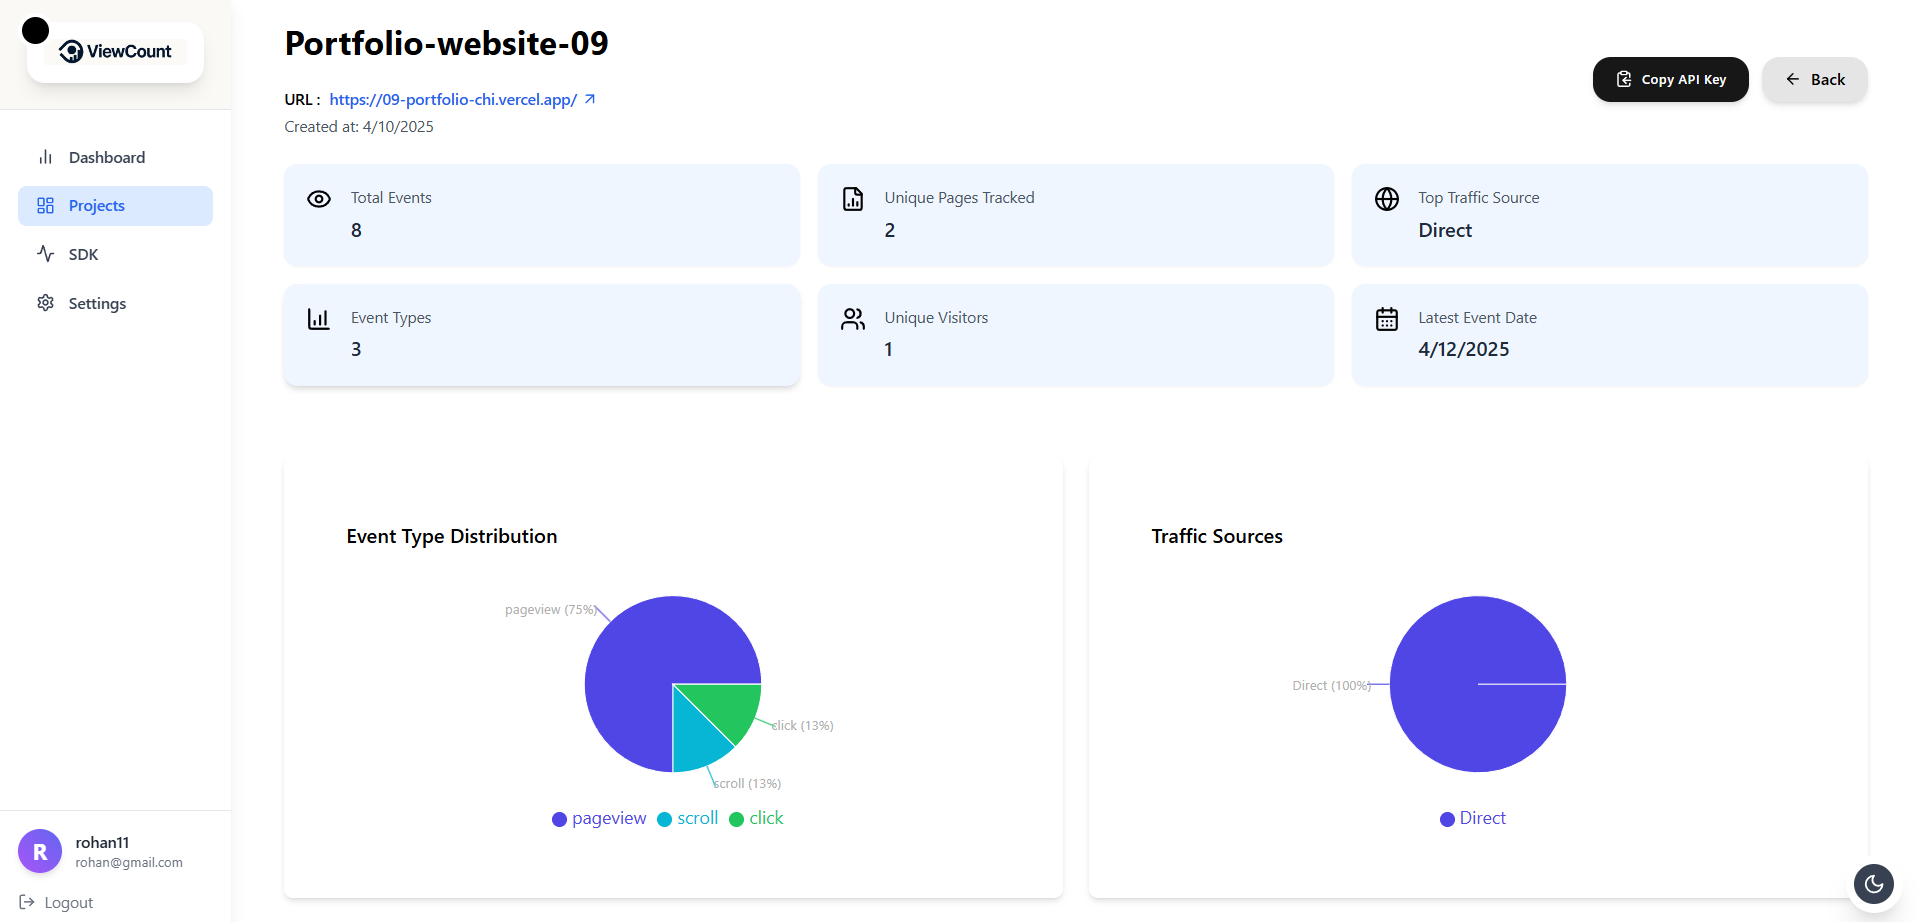 ViewCount
Dashboard
Projects
SDK
Settings
R
rohan11
rohan@gmail.com
Logout
Portfolio-website-09
URL : https://09-portfolio-chi.vercel.app/
Created at: 4/10/2025
Copy API Key
Back
Total Events
8
Unique Pages Tracked
2
Top Traffic Source
Direct
Event Types
3
Unique Visitors
1
Latest Event Date
4/12/2025
Event Type Distribution
pageview (75%)
click (13%)
scroll (13%)
pageview scroll click
Traffic Sources
Direct (100%)
Direct